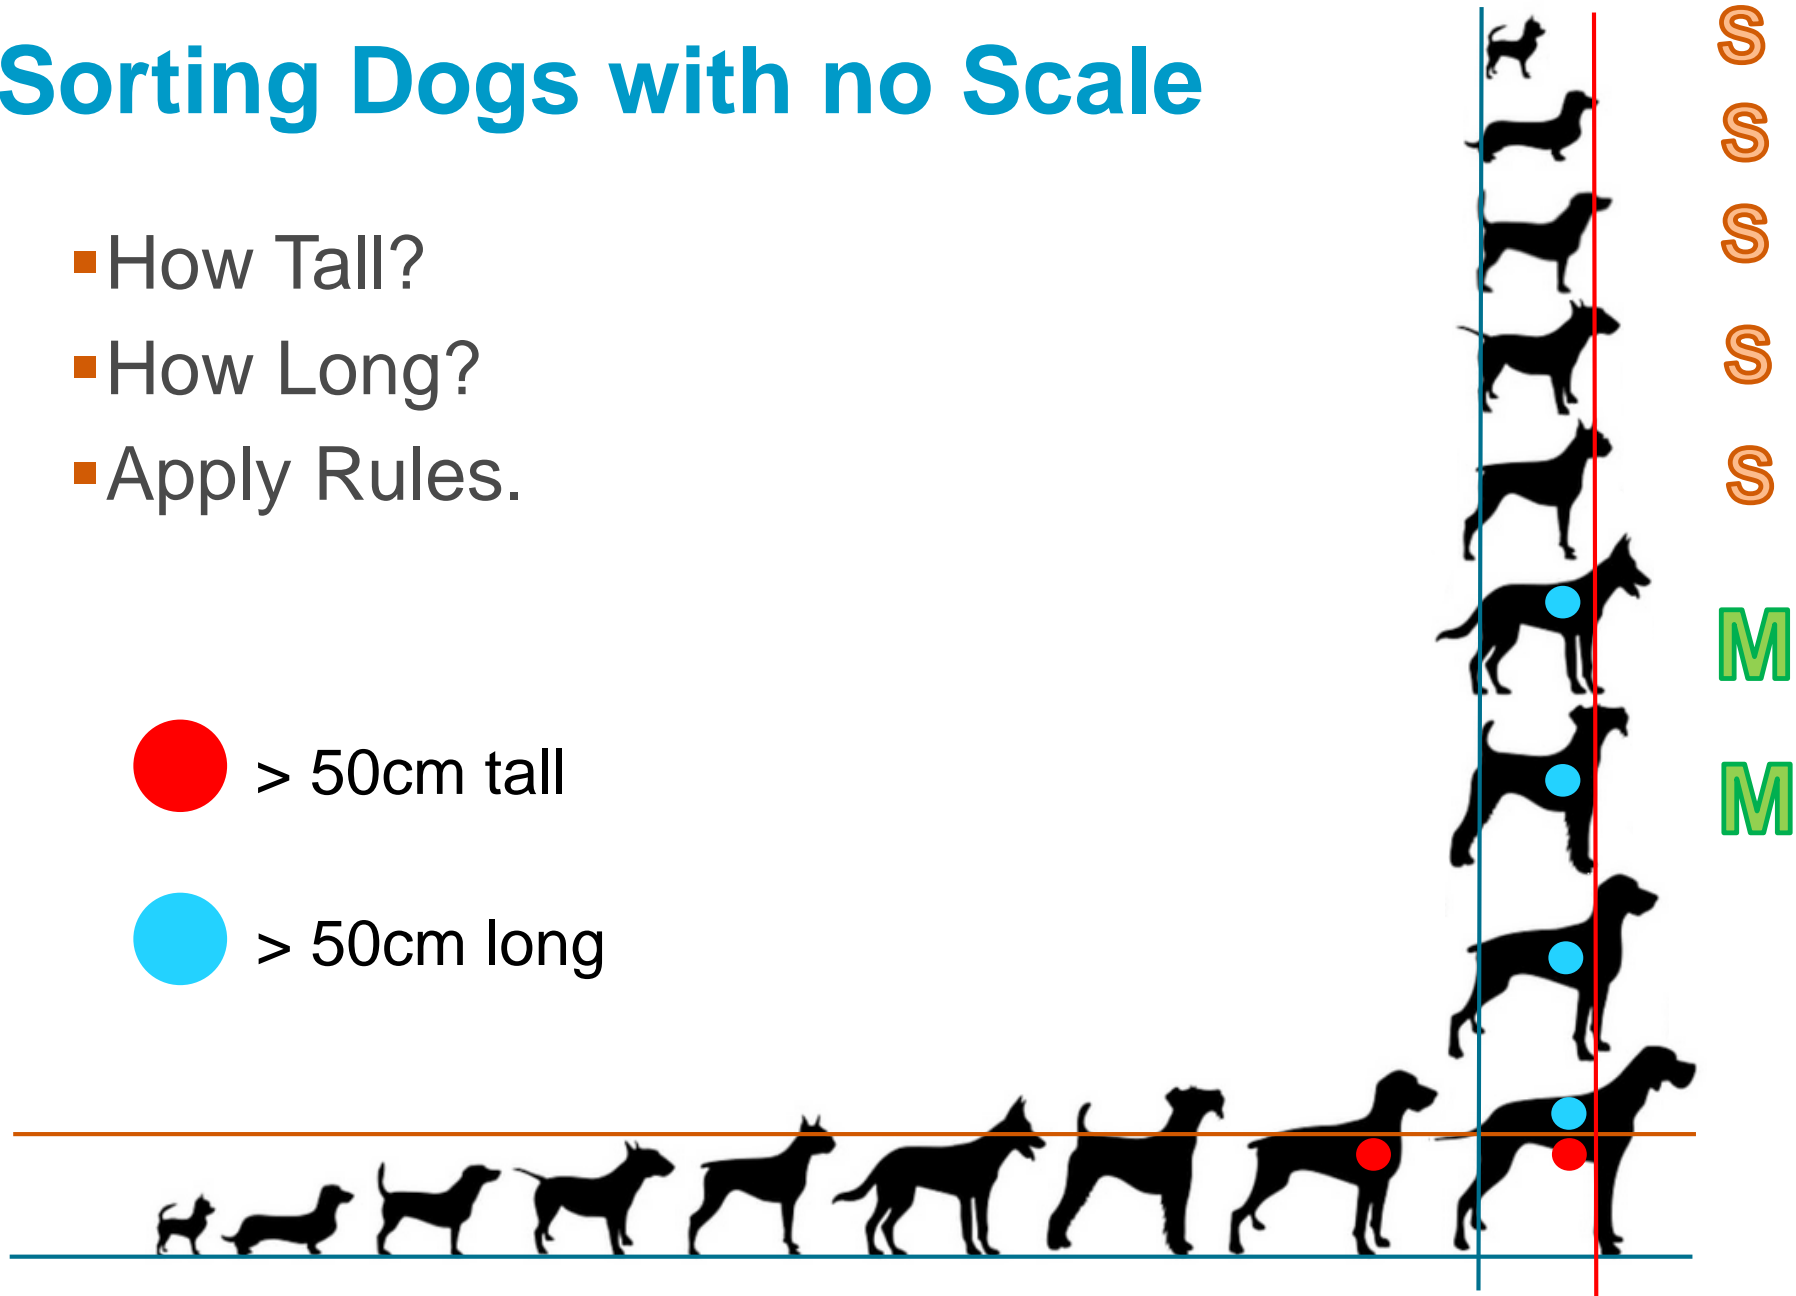 Sorting Dogs with no Scale
▪How Tall?
▪How Long?
▪Apply Rules.
> 50cm tall
> 50cm long
S
S
S
S
S
M
M